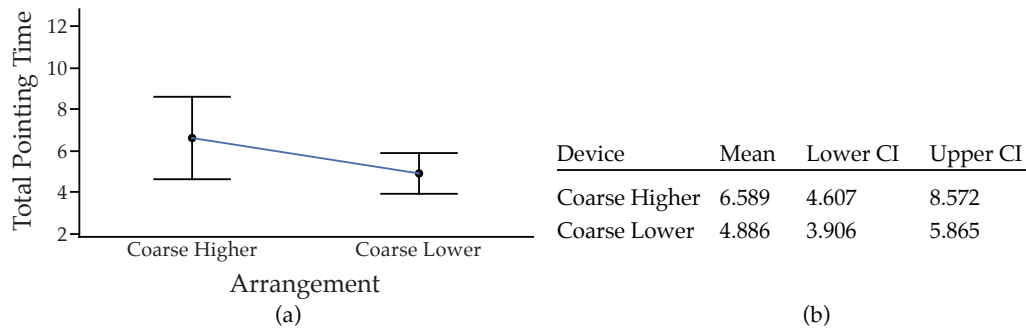 Total Pointing Time
12
10
8
6
4
2
Coarse Higher Coarse Lower
Arrangement
(a)
Device Mean Lower CI Upper CI
Coarse Higher 6.589 4.607 8.572
Coarse Lower 4.886 3.906 5.865
(b)